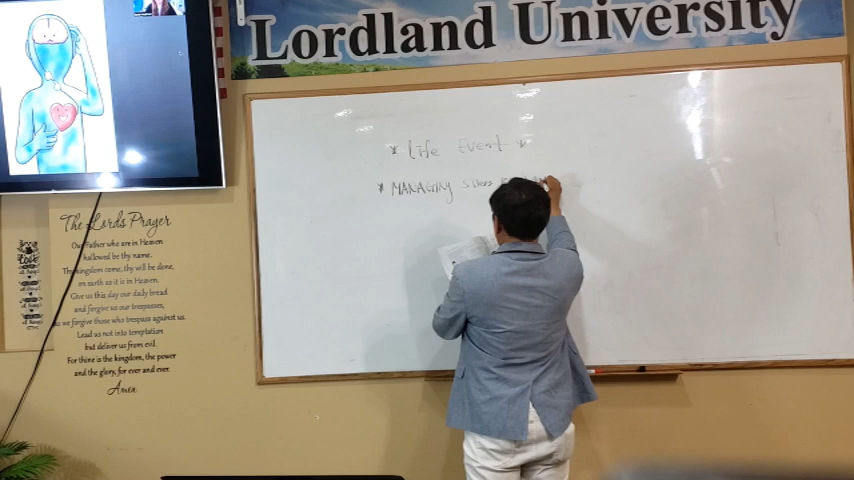 Lordland University
* Life Event *
* MANAGING Stress
The Lord's Prayer
Our Father who are in Heaven
hallowed be thy name.
Thy kingdom come, thy will be done,
on earth as it is in Heaven.
Give us this day our daily bread
and forgive us our trespasses,
as we forgive those who trespass against us.
Lead us not into temptation
but deliver us from evil.
For thine is the kingdom, the power
and the glory, for ever and ever.
Amen